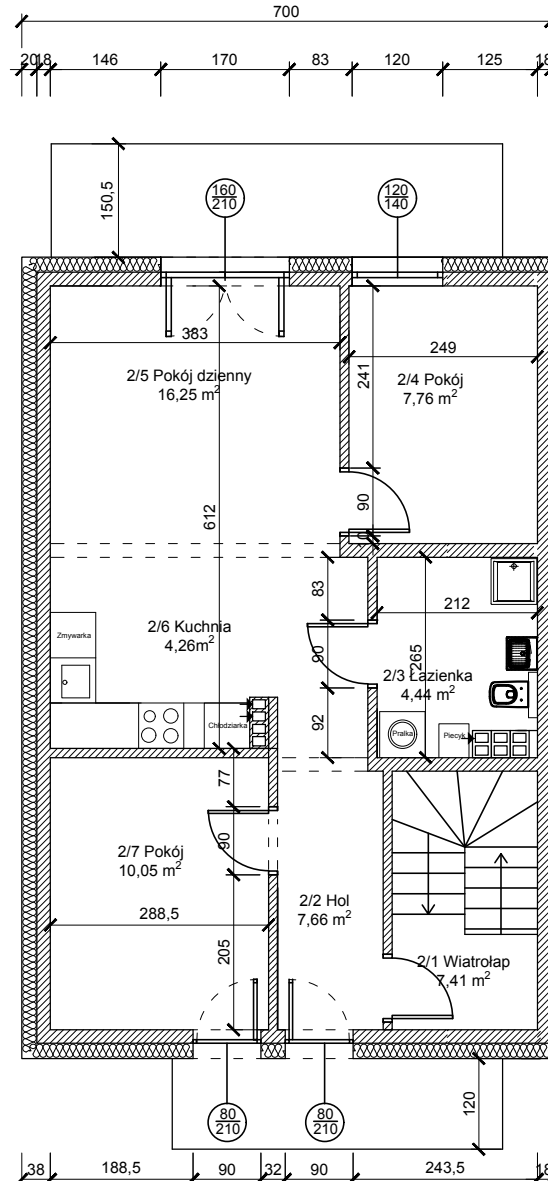 700
20
18
146
170
83
120
125
18
150,5
160
210
120
140
383
249
2/5 Pokój dzienny
16,25 m²
241
2/4 Pokój
7,76 m²
612
90
83
212
Zmywarka
2/6 Kuchnia
4,26m²
90
265
2/3 Łazienka
4,44 m²
92
Chłodziarka
Pralka
Piecyk
77
2/7 Pokój
10,05 m²
90
288,5
2/2 Hol
7,66 m²
205
2/1 Wiatrołap
7,41 m²
80
210
80
210
120
38
188,5
90
32
90
243,5
18